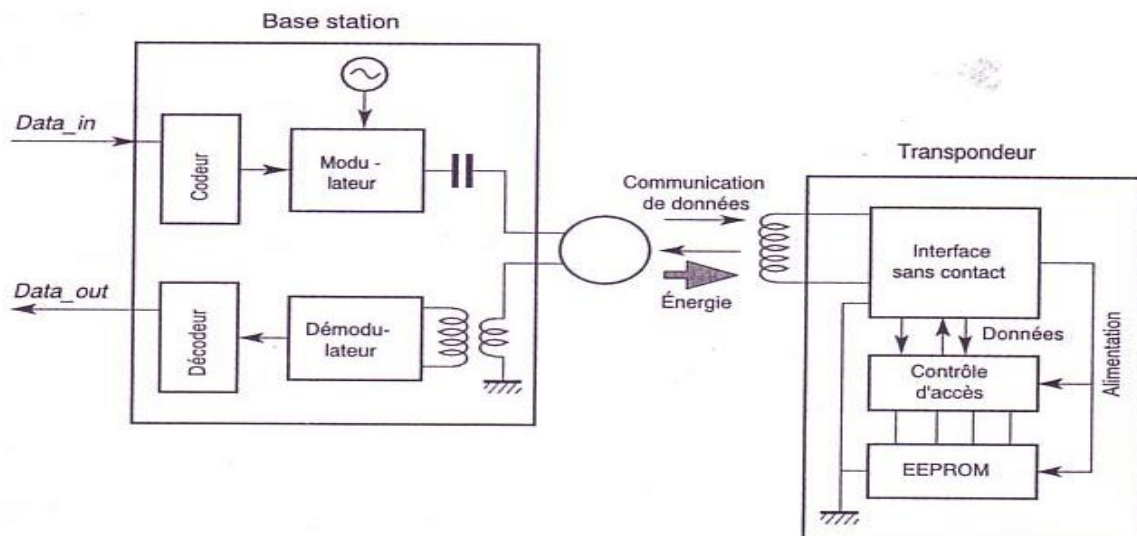 Base station
Data_in
Codeur
Modu -
lateur
Data_out
Décodeur
Démodu-
lateur
Communication
de données
Énergie
Transpondeur
Interface
sans contact
Données
Contrôle
d'accès
EEPROM
Alimentation